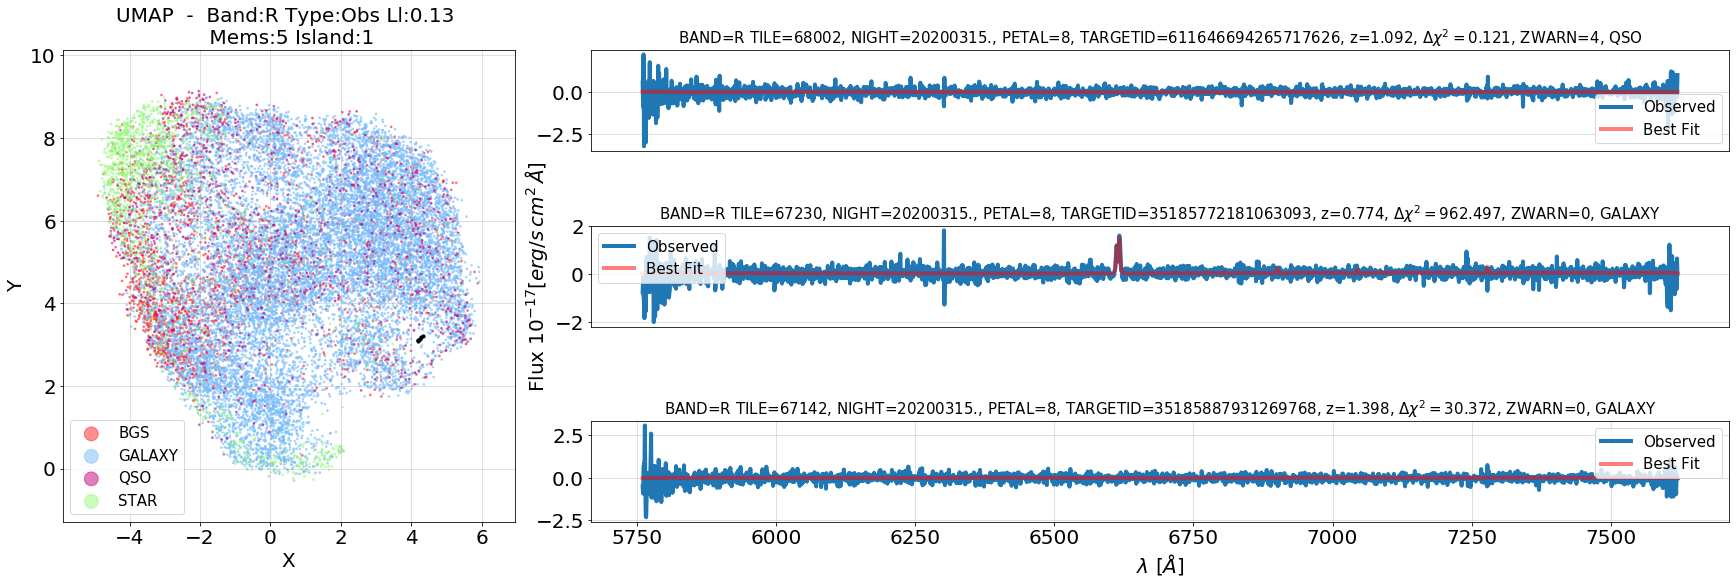 UMAP - Band:R Type:Obs Ll:0.13
Mems:5 Island:1
10
8
6
4
2
0
Y
−4 −2 0 2 4 6
X
BGS
GALAXY
QSO
STAR
Flux 10⁻¹⁷[erg/s cm² Å]
BAND=R TILE=68002, NIGHT=20200315., PETAL=8, TARGETID=611646694265717626, z=1.092, Δχ² = 0.121, ZWARN=4, QSO
0.0
−2.5
Observed
Best Fit
BAND=R TILE=67230, NIGHT=20200315., PETAL=8, TARGETID=35185772181063093, z=0.774, Δχ² = 962.497, ZWARN=0, GALAXY
2
0
−2
Observed
Best Fit
BAND=R TILE=67142, NIGHT=20200315., PETAL=8, TARGETID=35185887931269768, z=1.398, Δχ² = 30.372, ZWARN=0, GALAXY
2.5
0.0
−2.5
Observed
Best Fit
5750 6000 6250 6500 6750 7000 7250 7500
λ [Å]